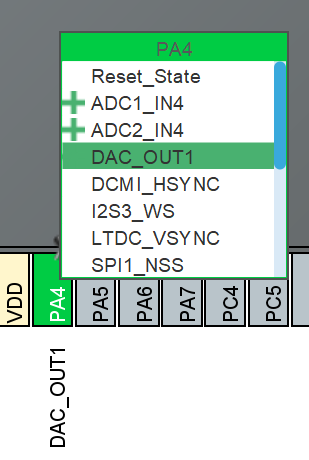 PA4
Reset_State
ADC1_IN4
ADC2_IN4
DAC_OUT1
DCMI_HSYNC
I2S3_WS
LTDC_VSYNC
SPI1_NSS
VDD
PA4
PA5
PA6
PA7
PC4
PC5
DAC_OUT1